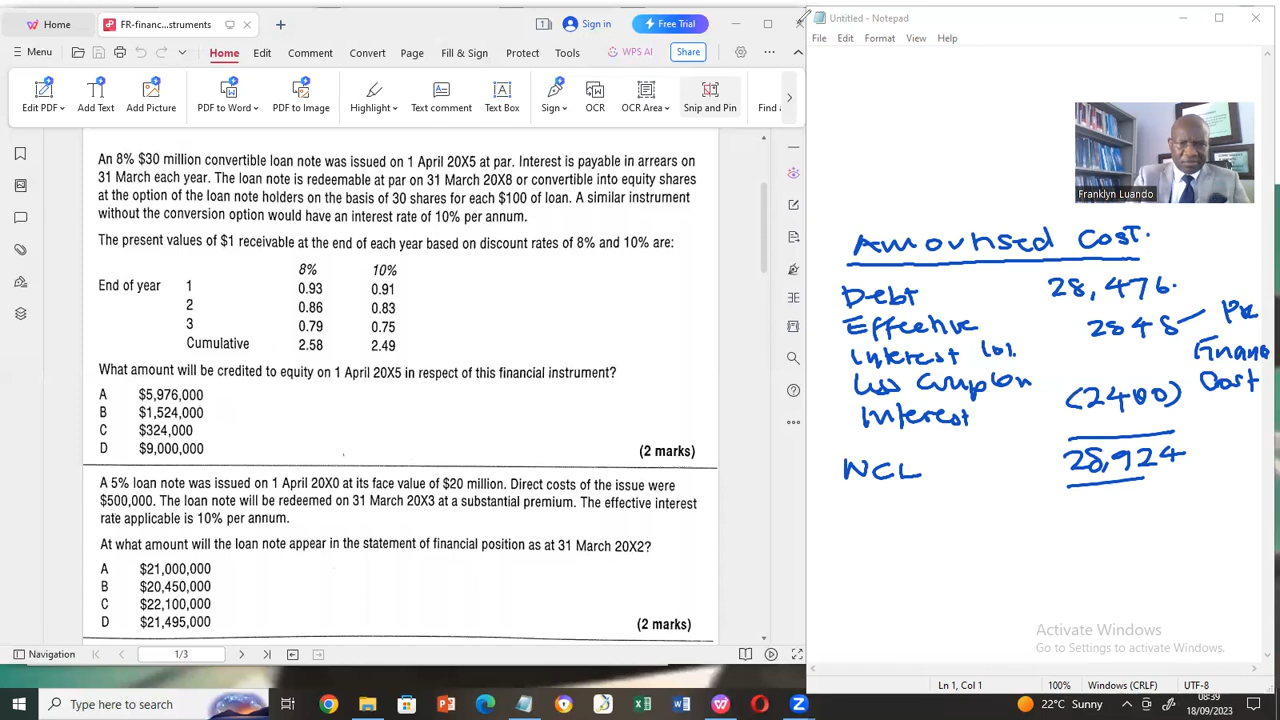 Home
FR-financ...struments
1
Sign in
Free Trial
Menu
Home
Edit
Comment
Convert
Page
Fill & Sign
Protect
Tools
WPS AI
Share
Edit PDF
Add Text
Add Picture
PDF to Word
PDF to Image
Highlight
Text comment
Text Box
Sign
OCR
OCR Area
Snip and Pin
Find a
An 8% $30 million convertible loan note was issued on 1 April 20X5 at par. Interest is payable in arrears on
31 March each year. The loan note is redeemable at par on 31 March 20X8 or convertible into equity shares
at the option of the loan note holders on the basis of 30 shares for each $100 of loan. A similar instrument
without the conversion option would have an interest rate of 10% per annum.
The present values of $1 receivable at the end of each year based on discount rates of 8% and 10% are:
8% 10%
End of year 1 0.93 0.91
2 0.86 0.83
3 0.79 0.75
Cumulative 2.58 2.49
What amount will be credited to equity on 1 April 20X5 in respect of this financial instrument?
A $5,976,000
B $1,524,000
C $324,000
D $9,000,000
(2 marks)
A 5% loan note was issued on 1 April 20X0 at its face value of $20 million. Direct costs of the issue were
$500,000. The loan note will be redeemed on 31 March 20X3 at a substantial premium. The effective interest
rate applicable is 10% per annum.
At what amount will the loan note appear in the statement of financial position as at 31 March 20X2?
A $21,000,000
B $20,450,000
C $22,100,000
D $21,495,000
(2 marks)
Navigation
1/3
Untitled - Notepad
File Edit Format View Help
Franklyn Luando
Amortised Cost.
Debt 28,476.
Effective 2848
Interest 10%
Finance
Cost
Less Coupon (2400)
Interest
NCL 28,924
Activate Windows
Go to Settings to activate Windows.
Ln 1, Col 1
100%
Windows (CRLF)
UTF-8
Type here to search
22°C Sunny
08:39
18/09/2023